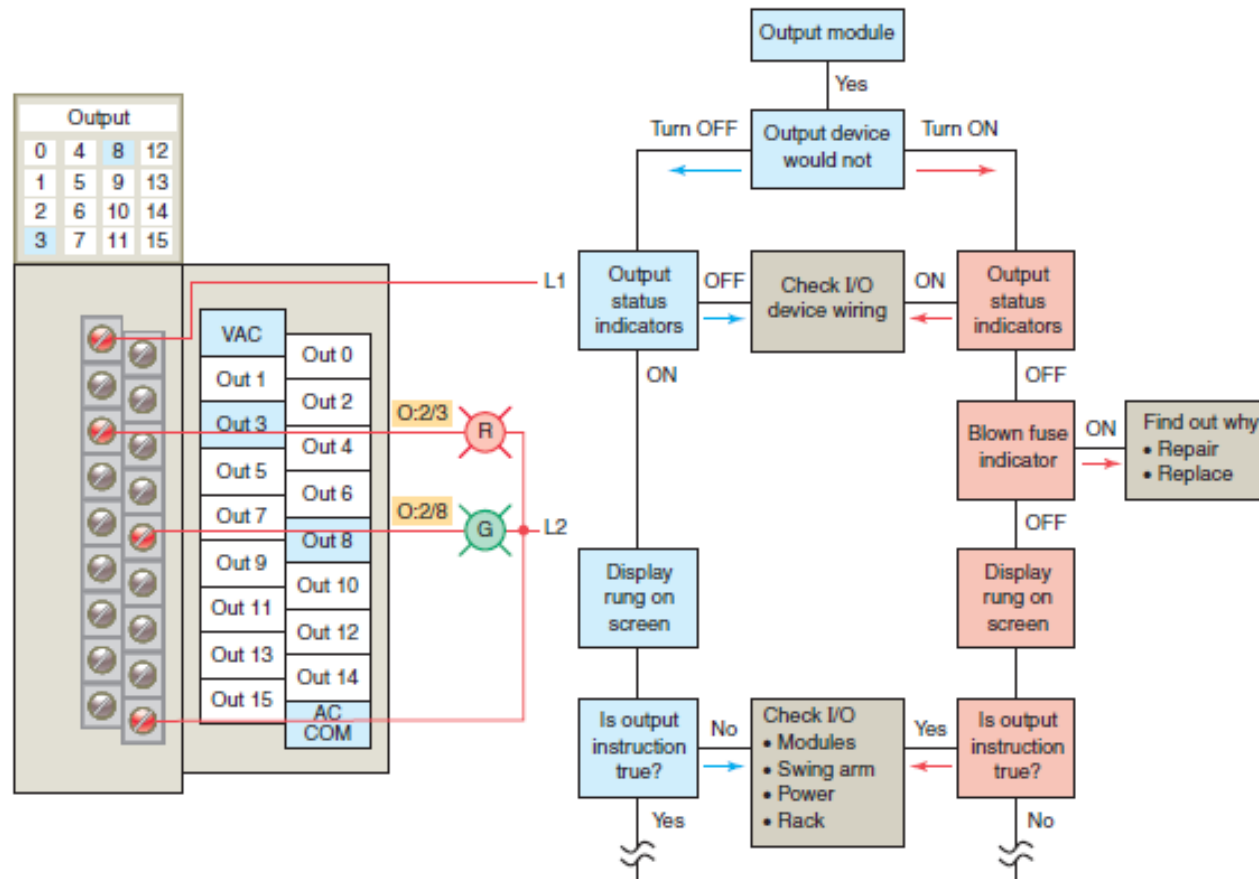 Output
0 4 8 12
1 5 9 13
2 6 10 14
3 7 11 15
VAC
Out 0
Out 1
Out 2
Out 3
Out 4
Out 5
Out 6
Out 7
Out 8
Out 9
Out 10
Out 11
Out 12
Out 13
Out 14
Out 15
AC
COM
L1
O:2/3
R
O:2/8
G
L2
Output module
Yes
Turn OFF
Output device
would not
Turn ON
Output
status
indicators
OFF
Check I/O
device wiring
ON
Output
status
indicators
ON
OFF
Blown fuse
indicator
ON
Find out why
• Repair
• Replace
OFF
Display
rung on
screen
Display
rung on
screen
Is output
instruction
true?
No
Check I/O
• Modules
• Swing arm
• Power
• Rack
Yes
Is output
instruction
true?
Yes
No